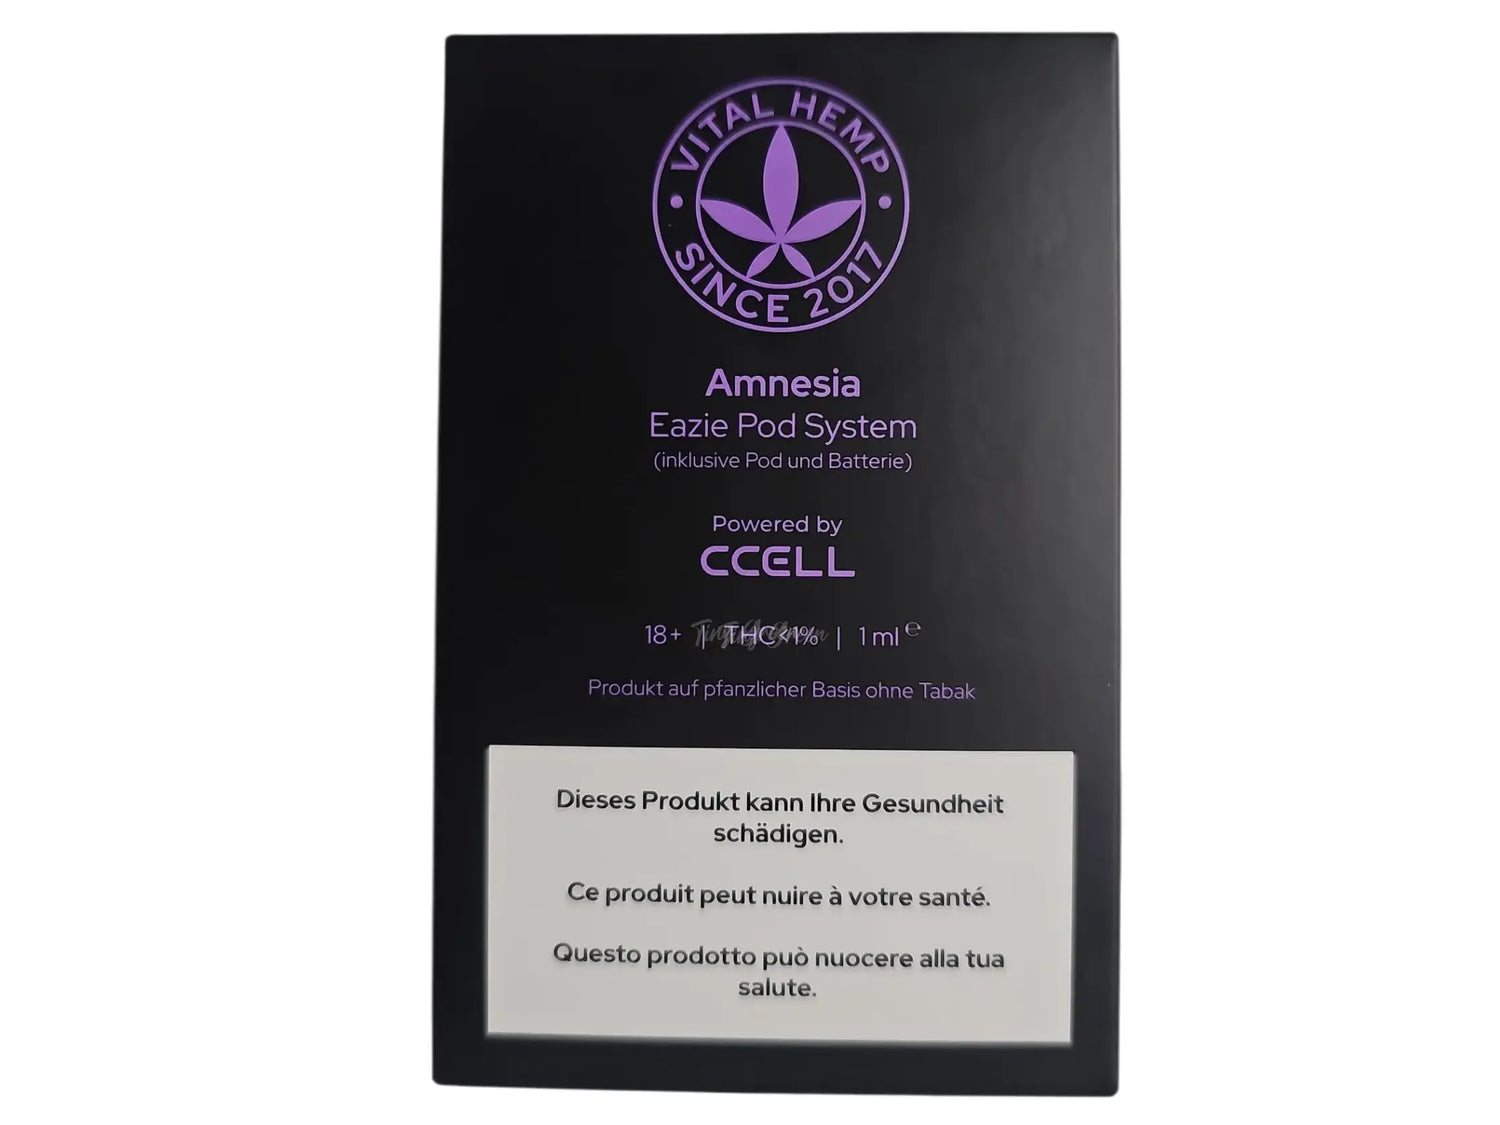 VITAL HEMP
SINCE 2017
Amnesia
Eazie Pod System
(inklusive Pod und Batterie)
Powered by
CCELL
18+ | THC<1% | 1 ml ℮
Produkt auf pfanzlicher Basis ohne Tabak
Dieses Produkt kann Ihre Gesundheit
schädigen.
Ce produit peut nuire à votre santé.
Questo prodotto può nuocere alla tua
salute.